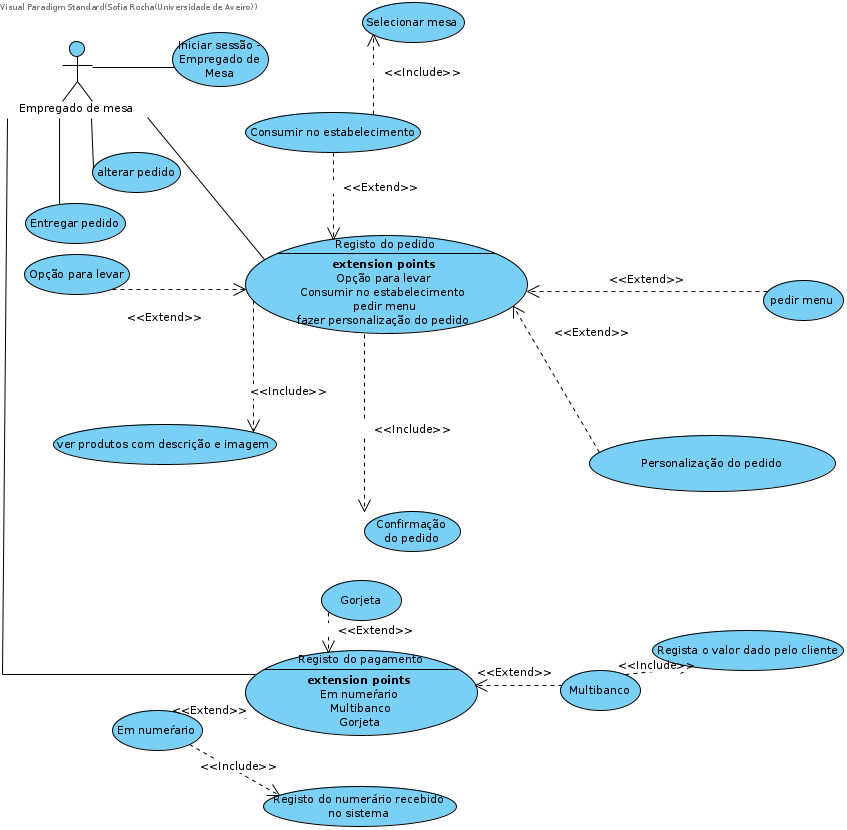 Visual Paradigm Standard(Sofia Rocha(Universidade de Aveiro))
Selecionar mesa
Iniciar sessão -
Empregado de
Mesa
<<Include>>
Empregado de mesa
Consumir no estabelecimento
alterar pedido
<<Extend>>
Entregar pedido
Registo do pedido
extension points
Opção para levar
Consumir no estabelecimento
pedir menu
fazer personalização do pedido
Opção para levar
<<Extend>>
pedir menu
<<Extend>>
<<Extend>>
<<Include>>
<<Include>>
ver produtos com descrição e imagem
Personalização do pedido
Confirmação
do pedido
Gorjeta
<<Extend>>
Registo do pagamento
extension points
Em numeŕario
Multibanco
Gorjeta
<<Extend>>
Multibanco
<<Include>>
Regista o valor dado pelo cliente
<<Extend>>
Em numeŕario
<<Include>>
Registo do numerário recebido
no sistema